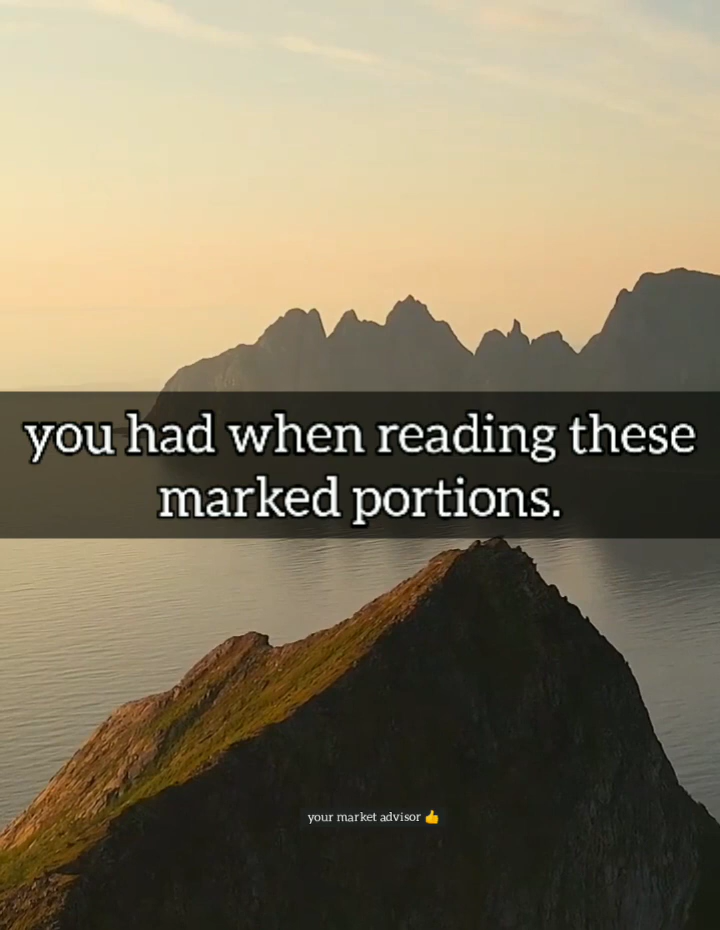 you had when reading these
marked portions.
your market advisor 👍